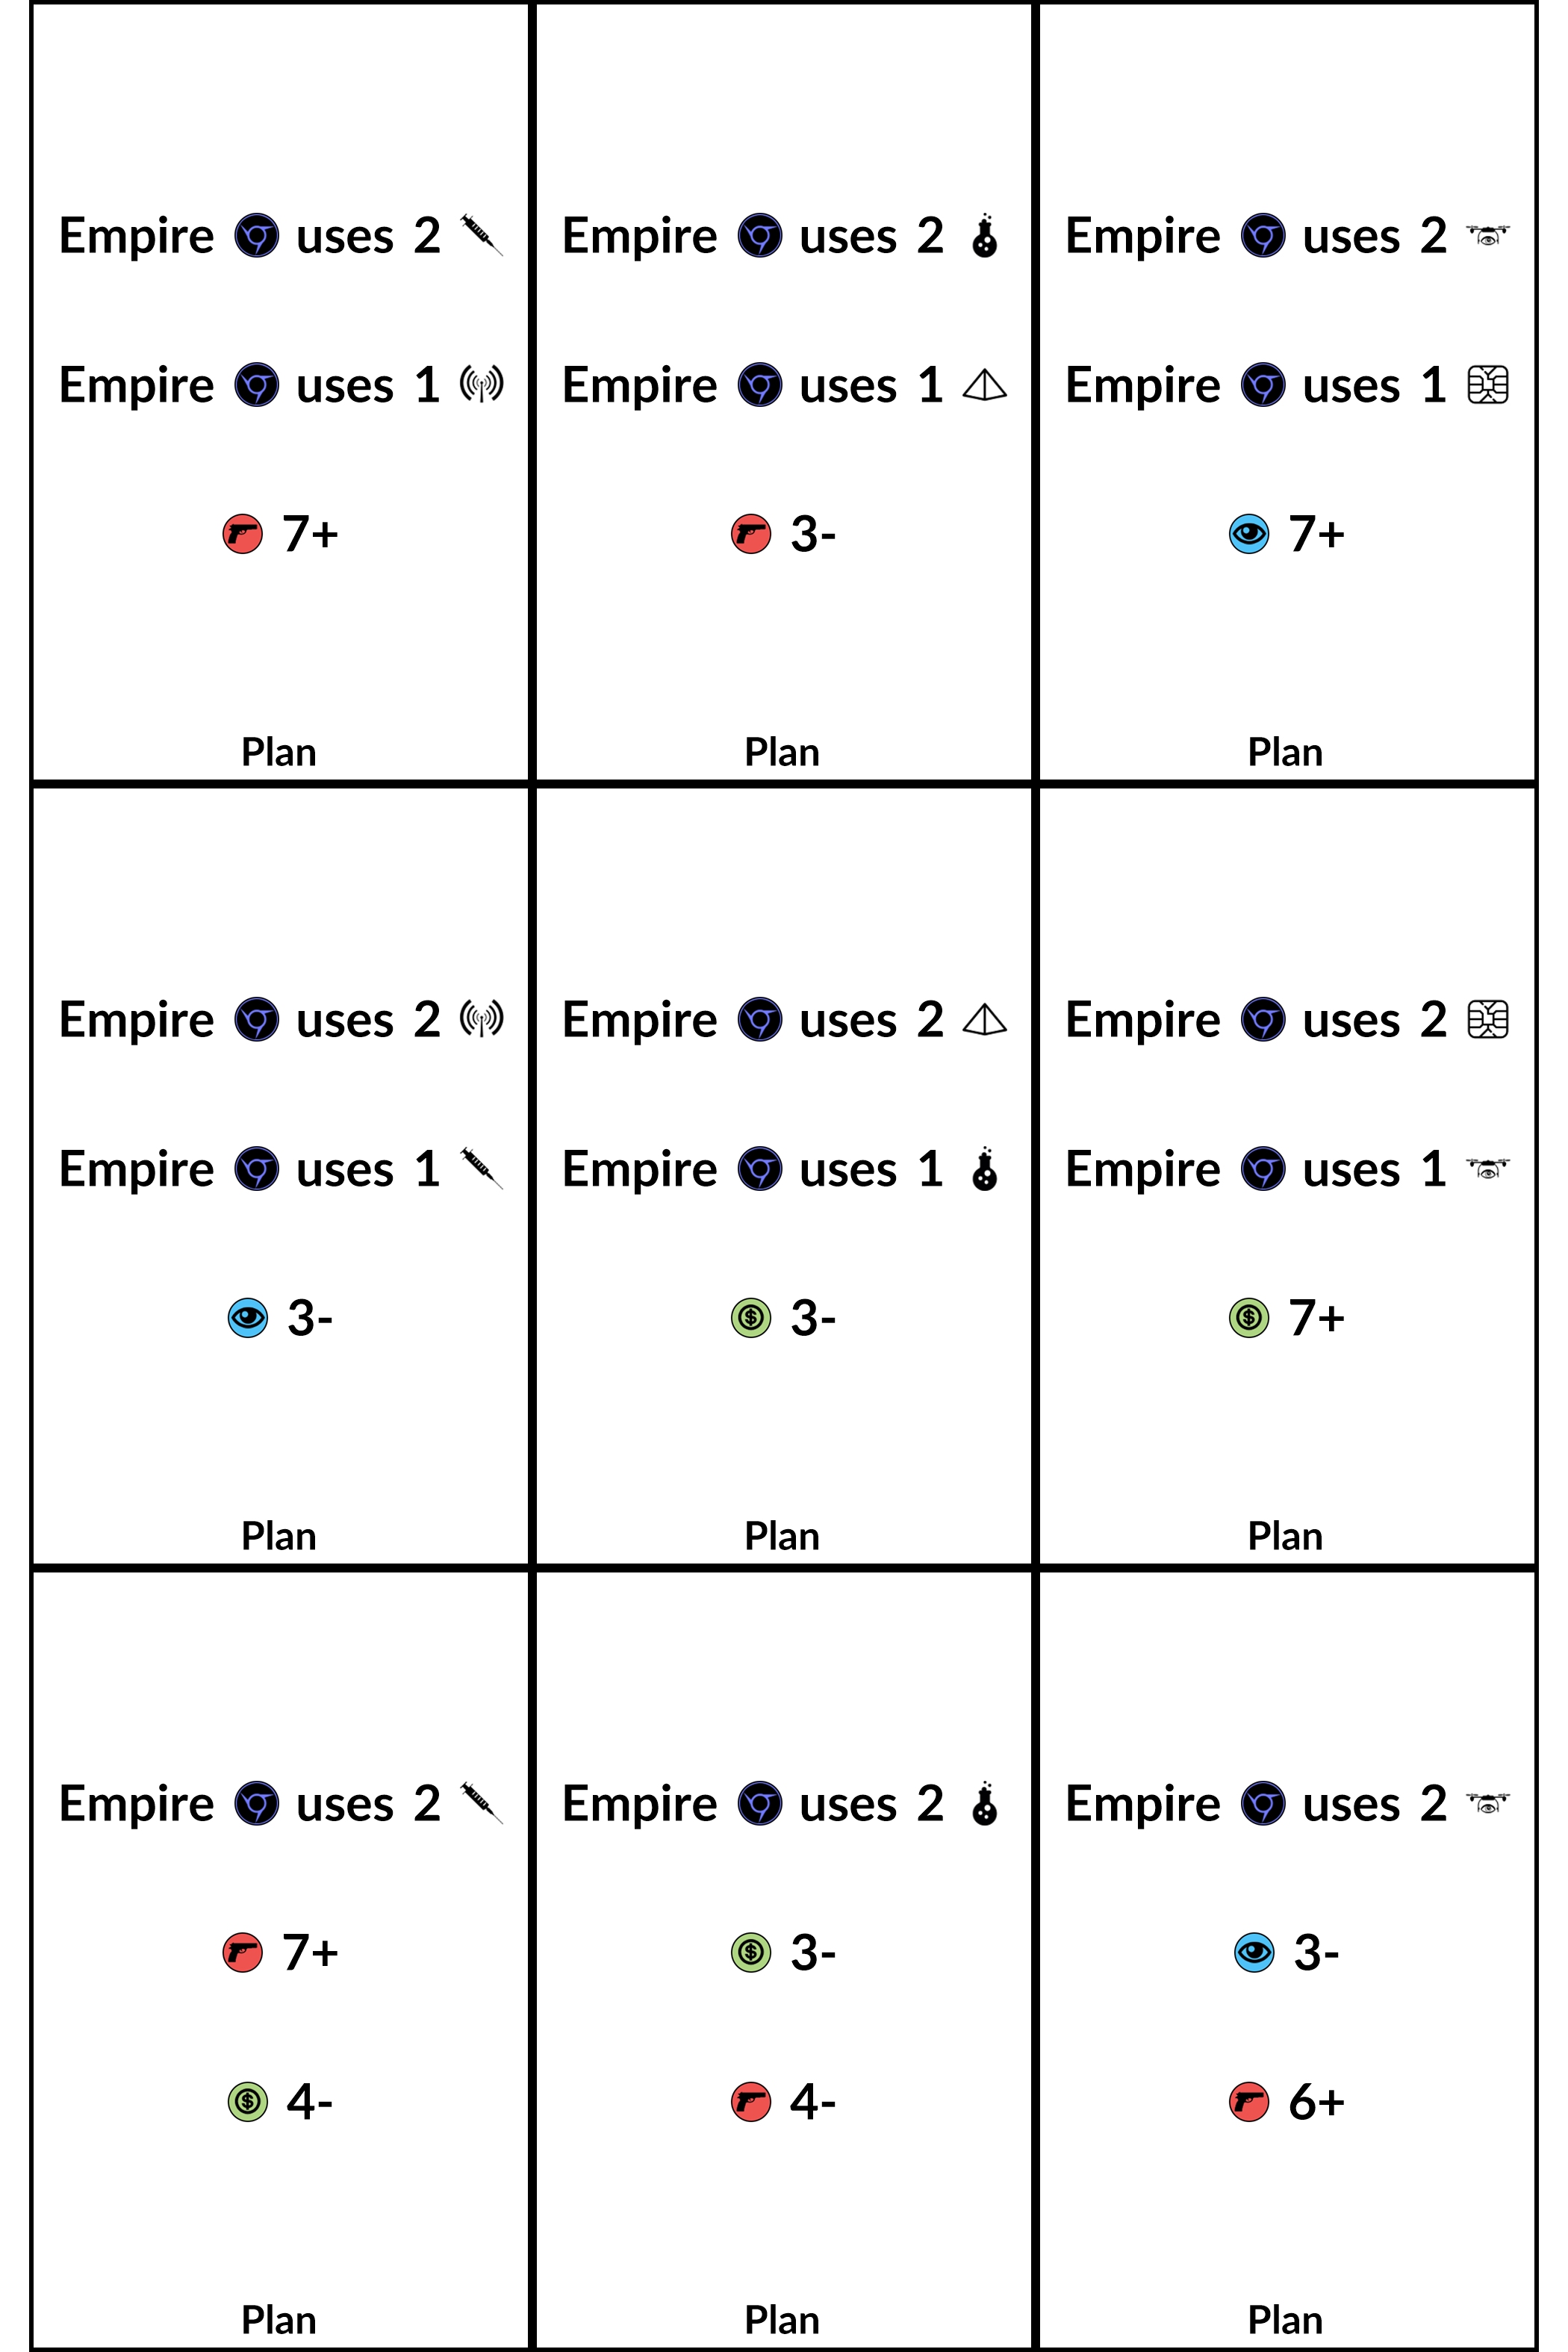 Empire uses 2
Empire uses 1
7+
Plan
Empire uses 2
Empire uses 1
3-
Plan
Empire uses 2
Empire uses 1
7+
Plan
Empire uses 2
Empire uses 1
3-
Plan
Empire uses 2
Empire uses 1
$ 3-
Plan
Empire uses 2
Empire uses 1
$ 7+
Plan
Empire uses 2
7+
$ 4-
Plan
Empire uses 2
$ 3-
4-
Plan
Empire uses 2
3-
6+
Plan